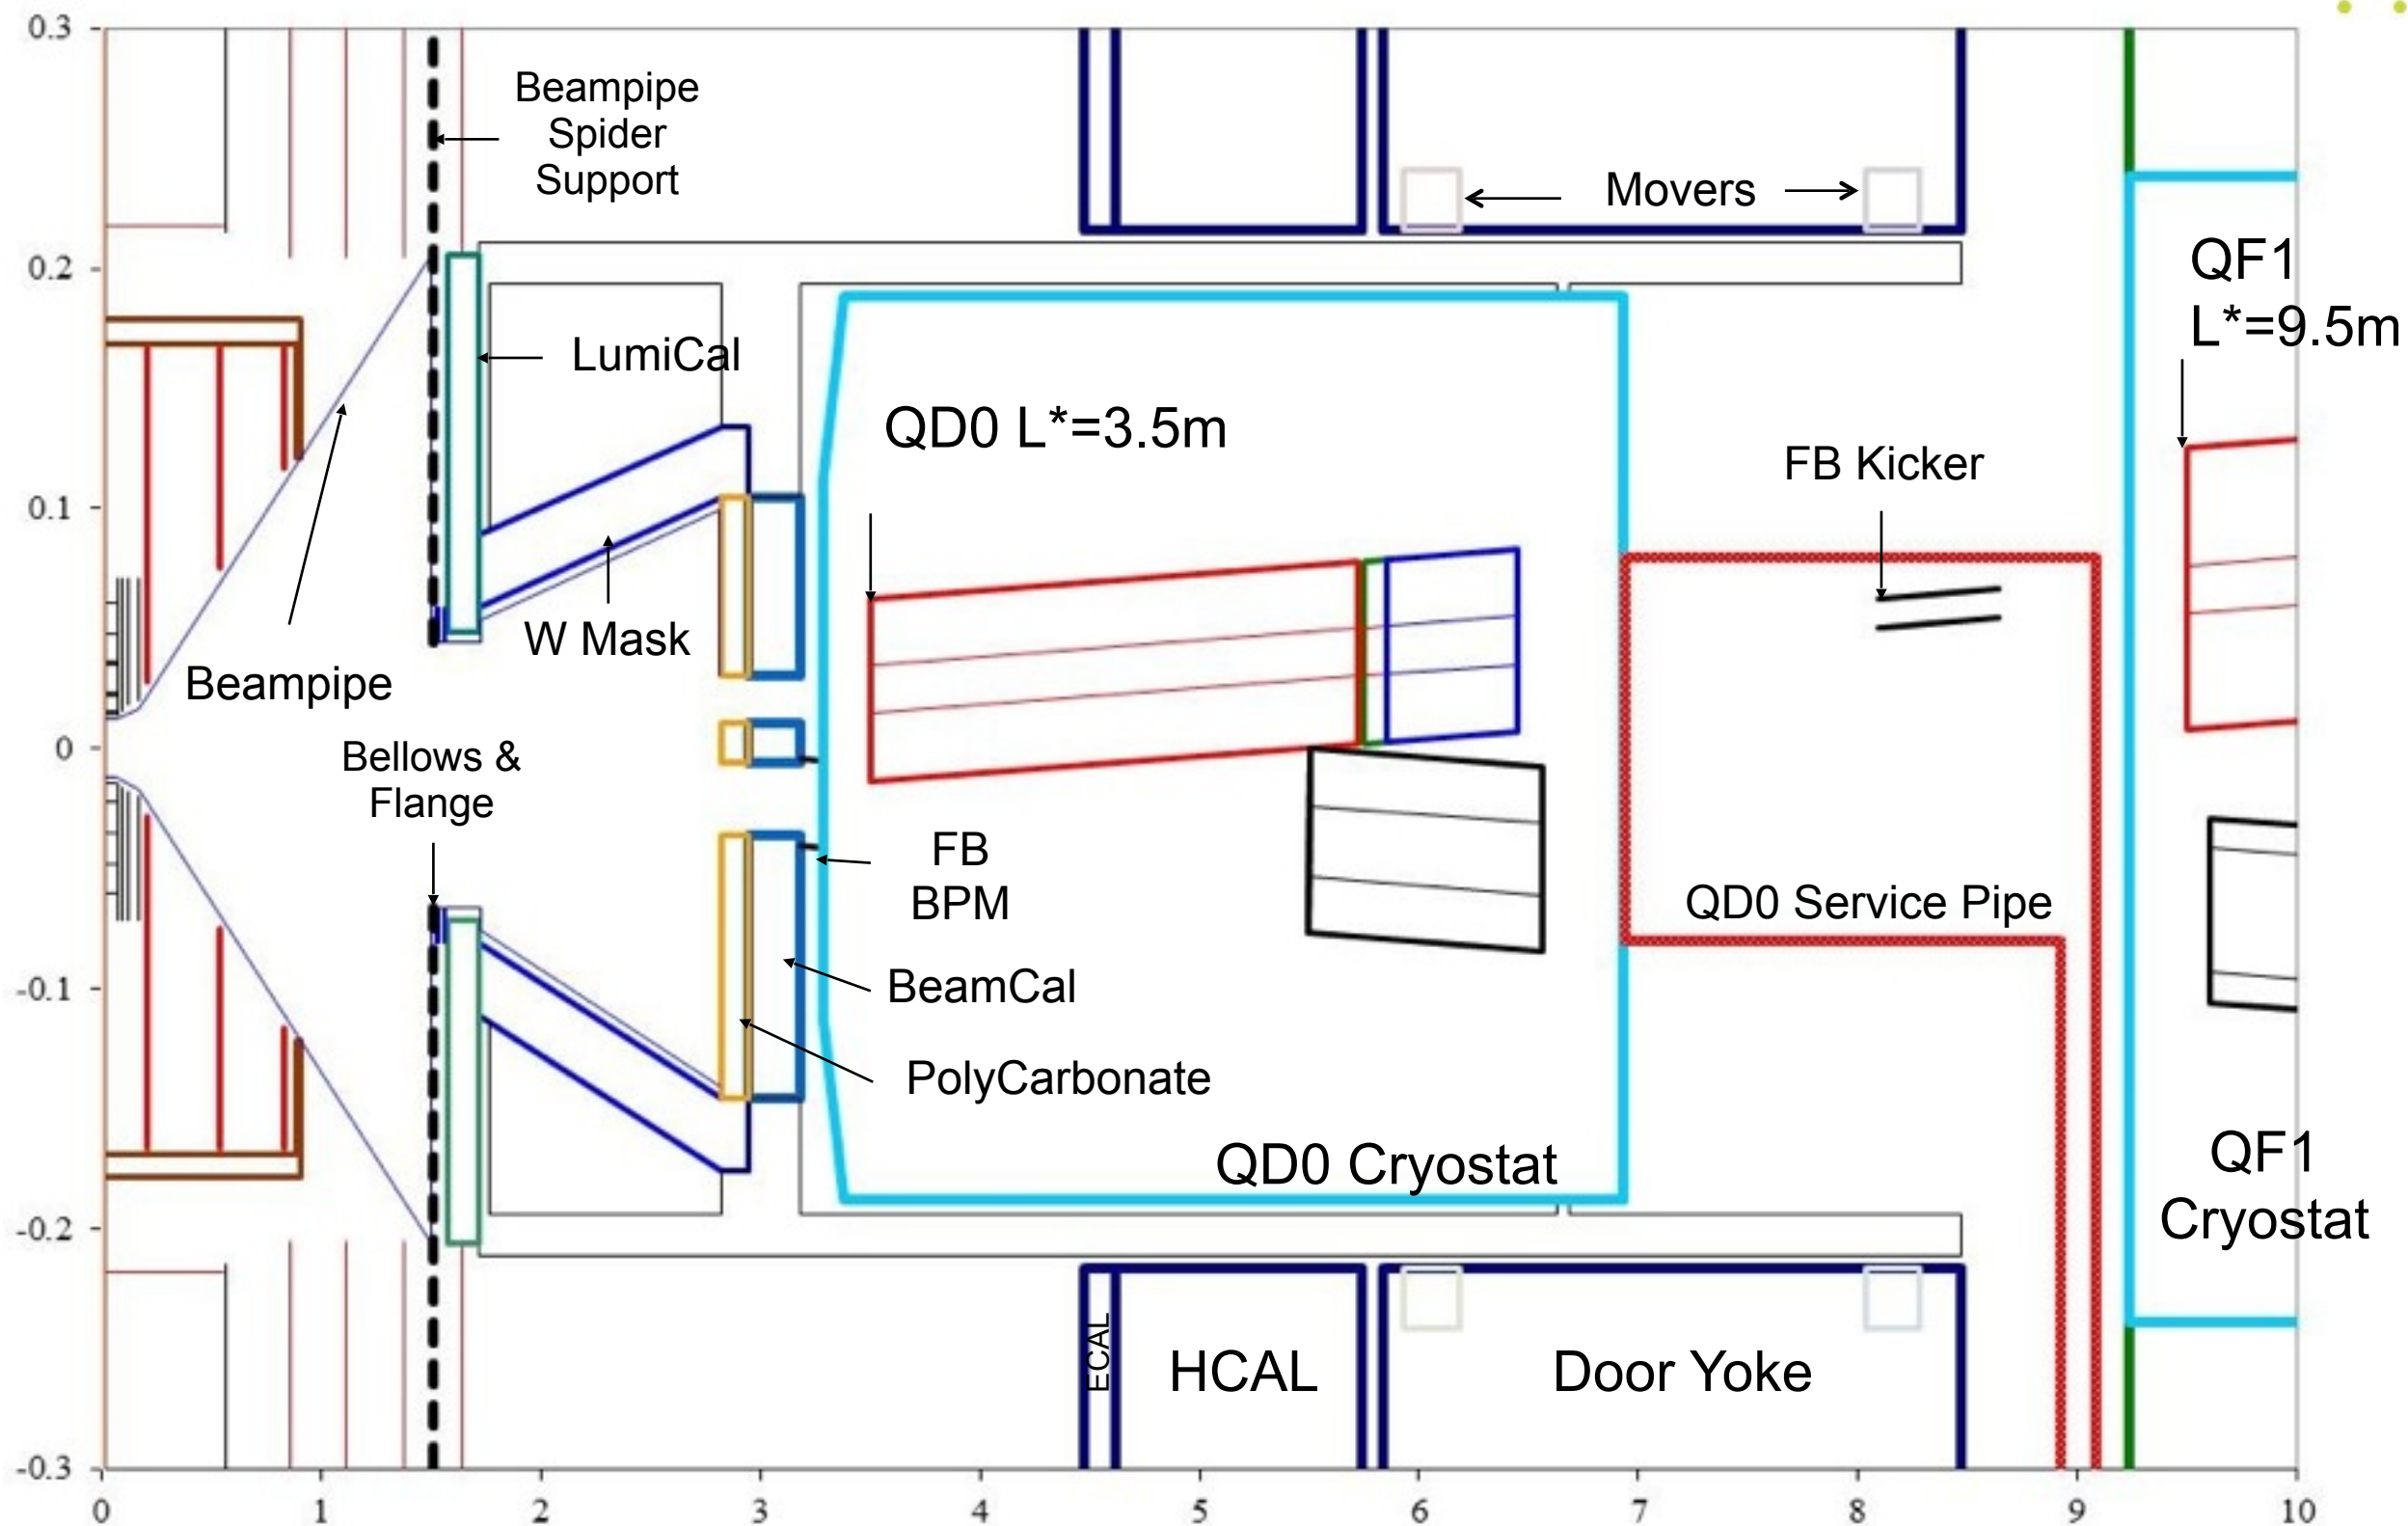 0.3
0.2
0.1
0
-0.1
-0.2
-0.3
Beampipe
Spider
Support
Movers
QF1
L*=9.5m
LumiCal
QD0 L*=3.5m
FB Kicker
W Mask
Beampipe
Bellows &
Flange
FB
BPM
QD0 Service Pipe
BeamCal
PolyCarbonate
QD0 Cryostat
QF1
Cryostat
ECAL
HCAL
Door Yoke
0 1 2 3 4 5 6 7 8 9 10